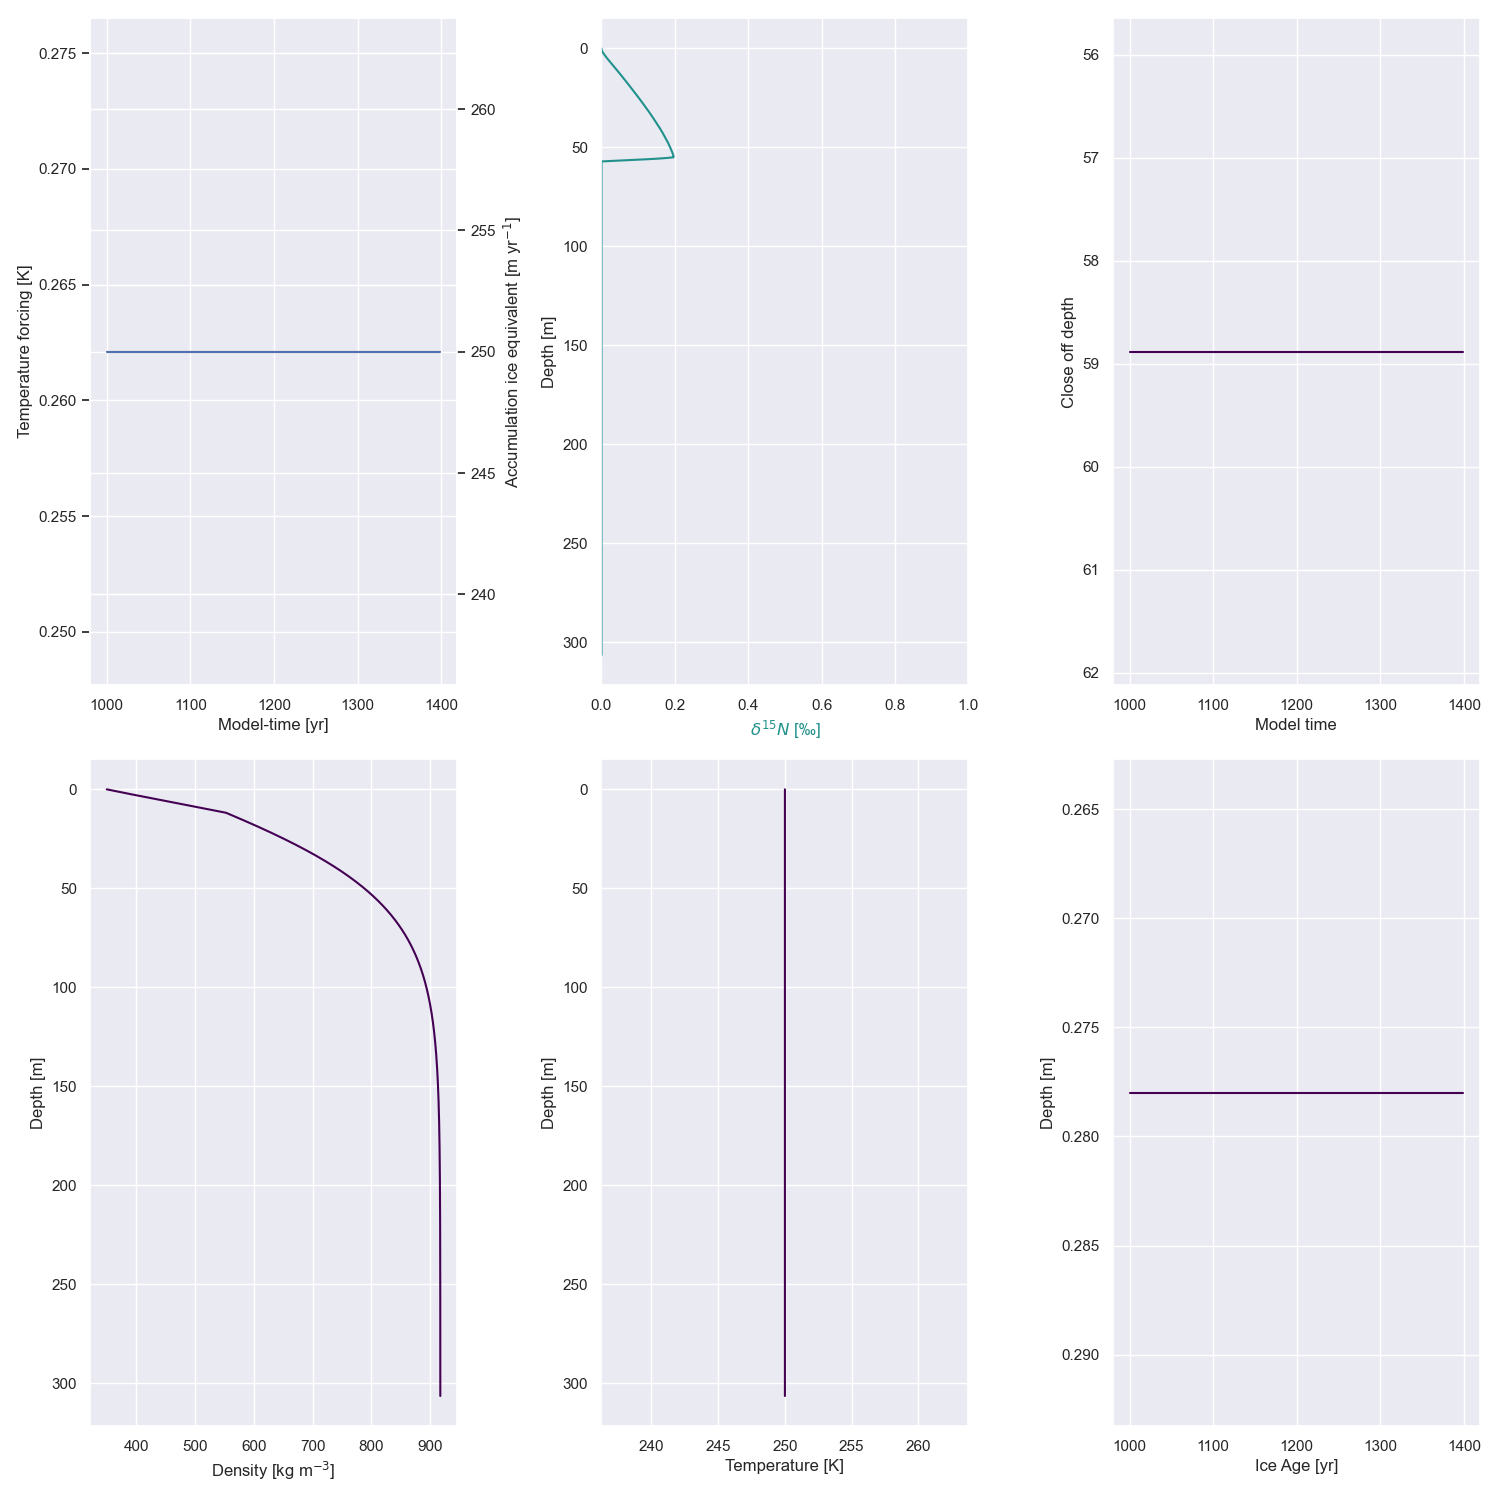 0.275
0.270
0.265
0.260
0.255
0.250
Temperature forcing [K]
1000 1100 1200 1300 1400
Model-time [yr]
260
255
250
245
240
Accumulation ice equivalent [m yr⁻¹]
0
50
100
150
200
250
300
Depth [m]
0.0 0.2 0.4 0.6 0.8 1.0
δ¹⁵N [‰]
56
57
58
59
60
61
62
Close off depth
1000 1100 1200 1300 1400
Model time
0
50
100
150
200
250
300
Depth [m]
400 500 600 700 800 900
Density [kg m⁻³]
0
50
100
150
200
250
300
Depth [m]
240 245 250 255 260
Temperature [K]
0.265
0.270
0.275
0.280
0.285
0.290
Depth [m]
1000 1100 1200 1300 1400
Ice Age [yr]